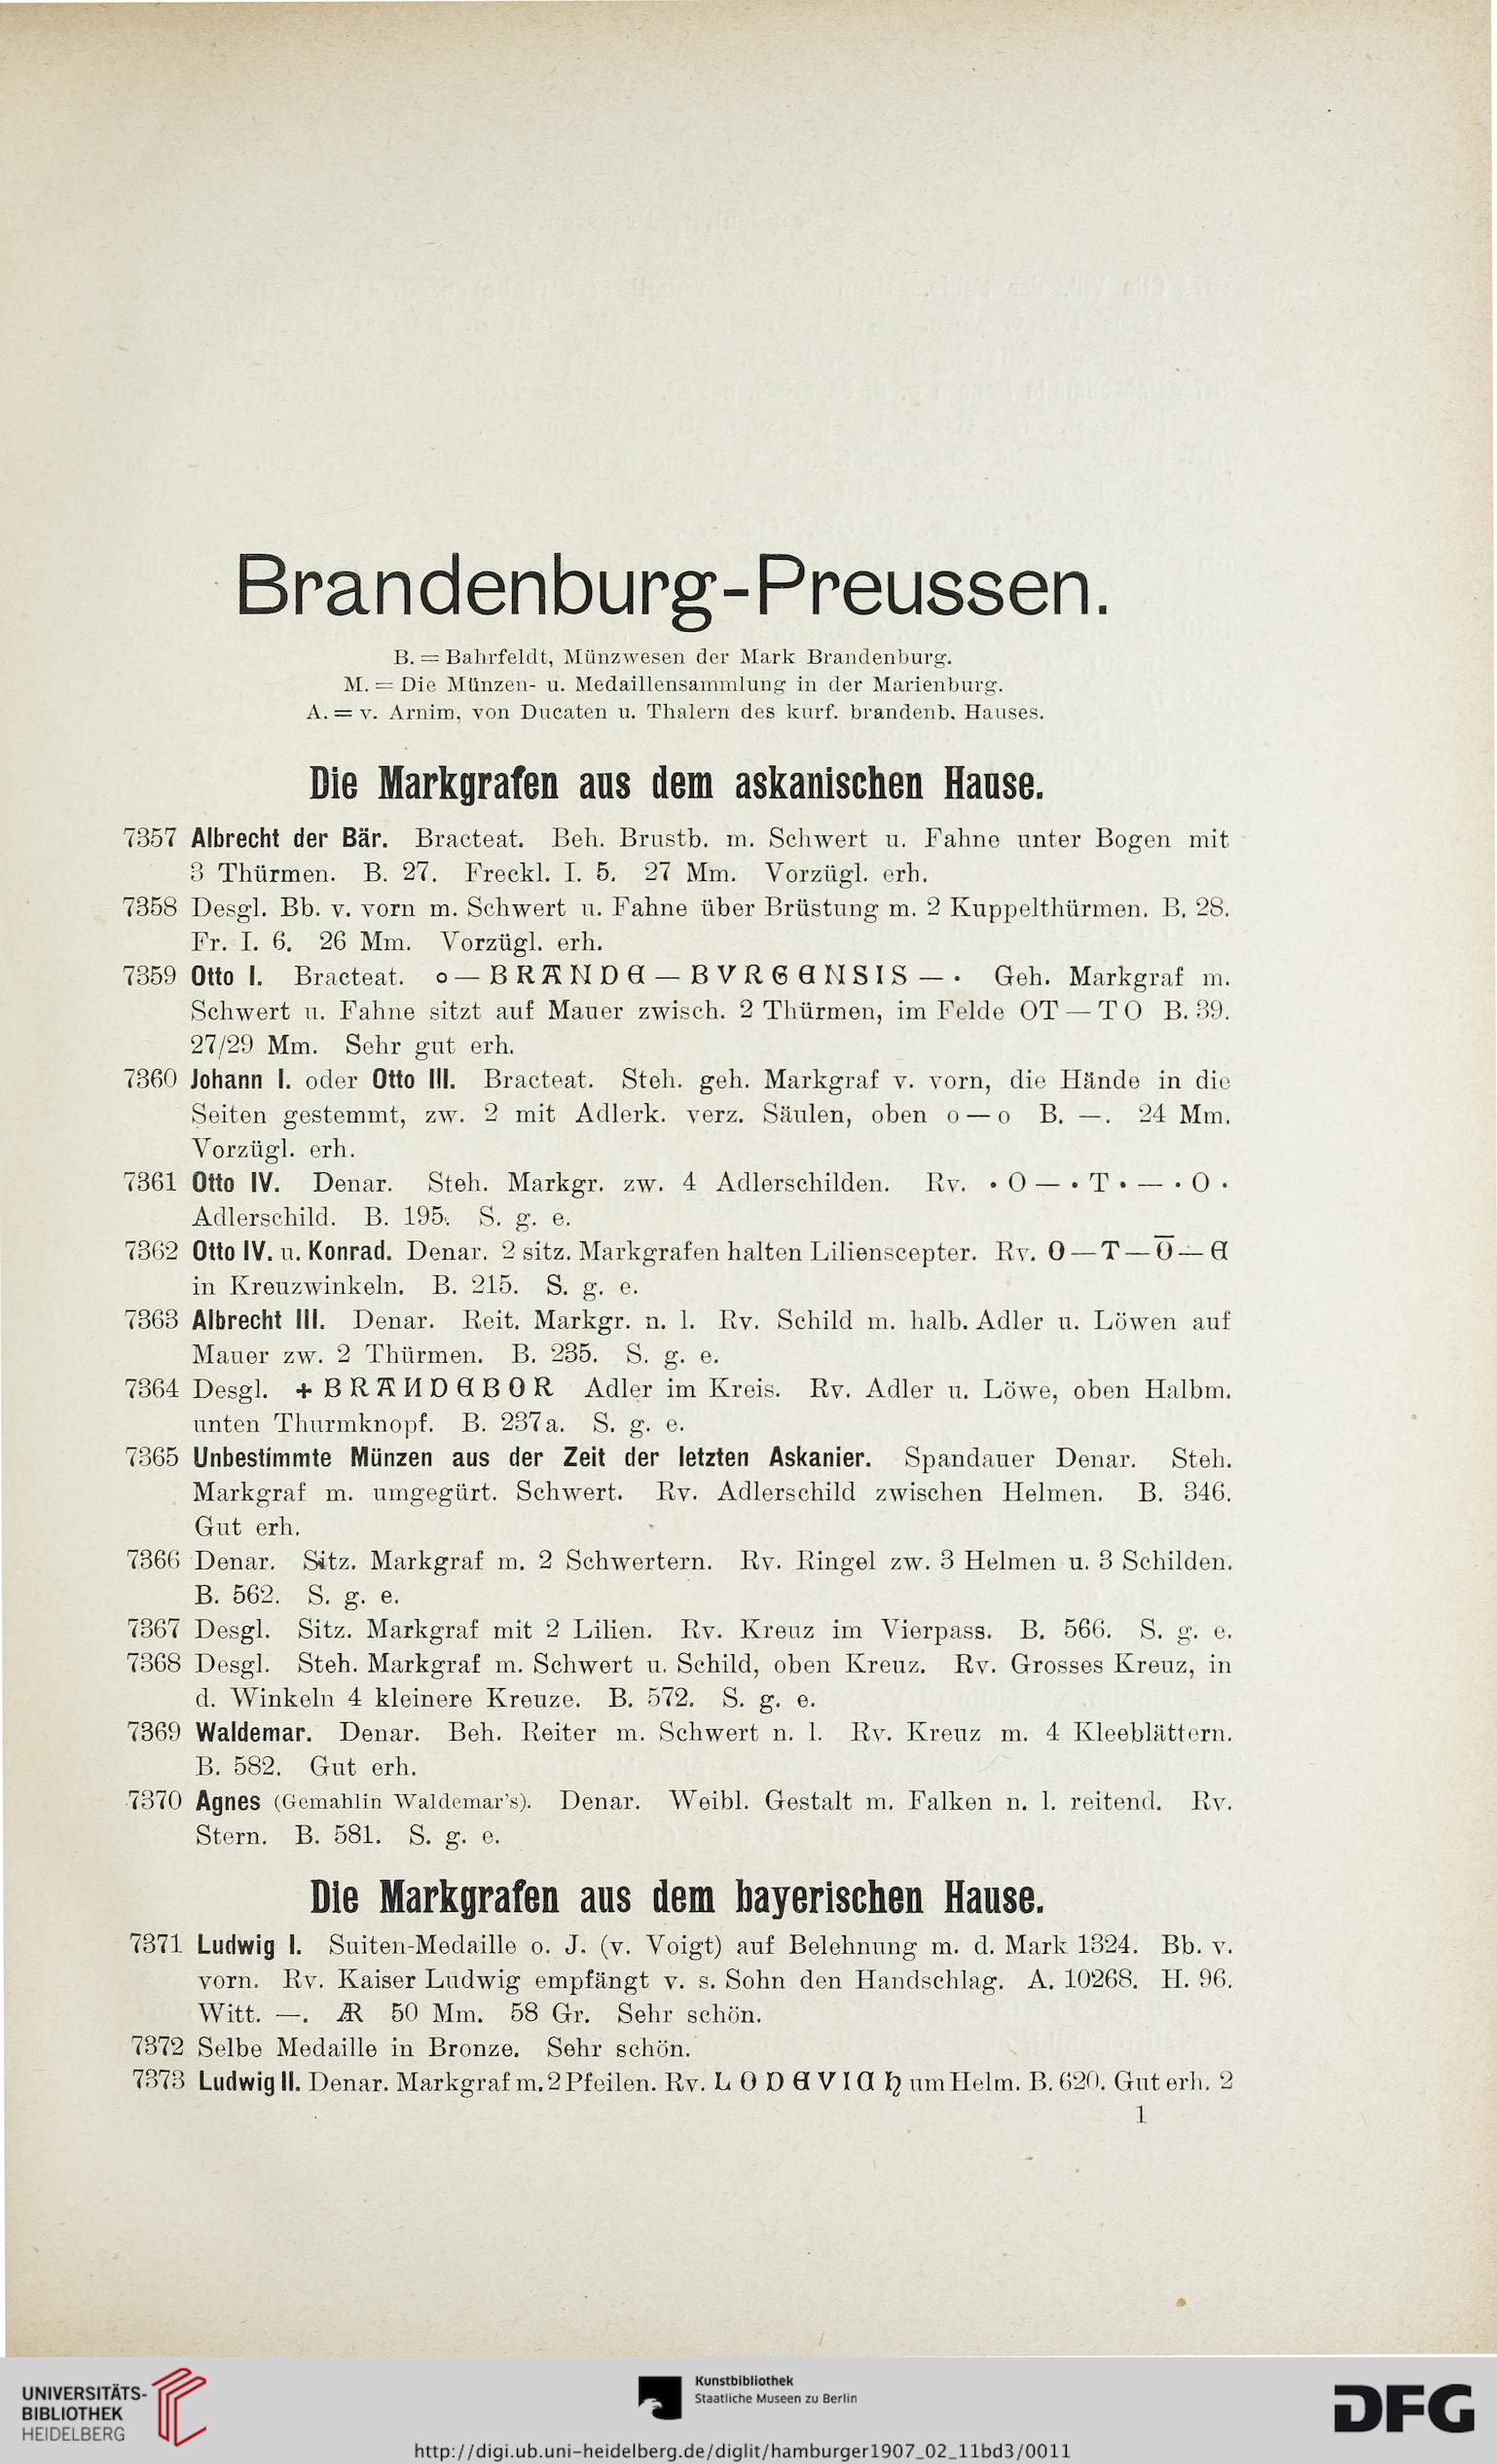 Brandenburg-Preussen.
B. = Bahrfeldt, Münzwesen der Mark Brandenburg.
M. = Die Münzen- u. Medaillensammlung in der Marienburg.
A. = v. Arnim, von Ducaten u. Thalern des kurf. brandenb. Hauses.
Die Markgrafen aus dem askanischen Hause.
7357 Albrecht der Bär. Bracteat. Beh. Brustb. m. Schwert u. Fahne unter Bogen mit
3 Thürmen. B. 27. Freckl. I. 5. 27 Mm. Vorzügl. erh.
7358 Desgl. Bb. v. vorn m. Schwert u. Fahne über Brüstung m. 2 Kuppelthürmen. B. 28.
Fr. I. 6. 26 Mm. Vorzügl. erh.
7359 Otto I. Bracteat. o — BRANDE — BVRGENSIS — · Geh. Markgraf m.
Schwert u. Fahne sitzt auf Mauer zwisch. 2 Thürmen, im Felde OT — TO B. 39.
27/29 Mm. Sehr gut erh.
7360 Johann I. oder Otto III. Bracteat. Steh. geh. Markgraf v. vorn, die Hände in die
Seiten gestemmt, zw. 2 mit Adlerk. verz. Säulen, oben o — o B. —. 24 Mm.
Vorzügl. erh.
7361 Otto IV. Denar. Steh. Markgr. zw. 4 Adlerschilden. Rv. · O — · T · — · O ·
Adlerschild. B. 195. S. g. e.
7362 Otto IV. u. Konrad. Denar. 2 sitz. Markgrafen halten Lilienscepter. Rv. O — T — Ō — E
in Kreuzwinkeln. B. 215. S. g. e.
7363 Albrecht III. Denar. Reit. Markgr. n. l. Rv. Schild m. halb. Adler u. Löwen auf
Mauer zw. 2 Thürmen. B. 235. S. g. e.
7364 Desgl. + BRANDEBOR Adler im Kreis. Rv. Adler u. Löwe, oben Halbm.
unten Thurmknopf. B. 237a. S. g. e.
7365 Unbestimmte Münzen aus der Zeit der letzten Askanier. Spandauer Denar. Steh.
Markgraf m. umgegürt. Schwert. Rv. Adlerschild zwischen Helmen. B. 346.
Gut erh.
7366 Denar. Sitz. Markgraf m. 2 Schwertern. Rv. Ringel zw. 3 Helmen u. 3 Schilden.
B. 562. S. g. e.
7367 Desgl. Sitz. Markgraf mit 2 Lilien. Rv. Kreuz im Vierpass. B. 566. S. g. e.
7368 Desgl. Steh. Markgraf m. Schwert u. Schild, oben Kreuz. Rv. Grosses Kreuz, in
d. Winkeln 4 kleinere Kreuze. B. 572. S. g. e.
7369 Waldemar. Denar. Beh. Reiter m. Schwert n. l. Rv. Kreuz m. 4 Kleeblättern.
B. 582. Gut erh.
7370 Agnes (Gemahlin Waldemar's). Denar. Weibl. Gestalt m. Falken n. l. reitend. Rv.
Stern. B. 581. S. g. e.
Die Markgrafen aus dem bayerischen Hause.
7371 Ludwig I. Suiten-Medaille o. J. (v. Voigt) auf Belehnung m. d. Mark 1324. Bb. v.
vorn. Rv. Kaiser Ludwig empfängt v. s. Sohn den Handschlag. A. 10268. H. 96.
Witt. —. ÆR 50 Mm. 58 Gr. Sehr schön.
7372 Selbe Medaille in Bronze. Sehr schön.
7373 Ludwig II. Denar. Markgraf m. 2 Pfeilen. Rv. LODEVICH um Helm. B. 620. Gut erh. 2
1
UNIVERSITÄTS-
BIBLIOTHEK
HEIDELBERG
Kunstbibliothek
Staatliche Museen zu Berlin
DFG
http://digi.ub.uni-heidelberg.de/diglit/hamburger1907_02_11bd3/0011